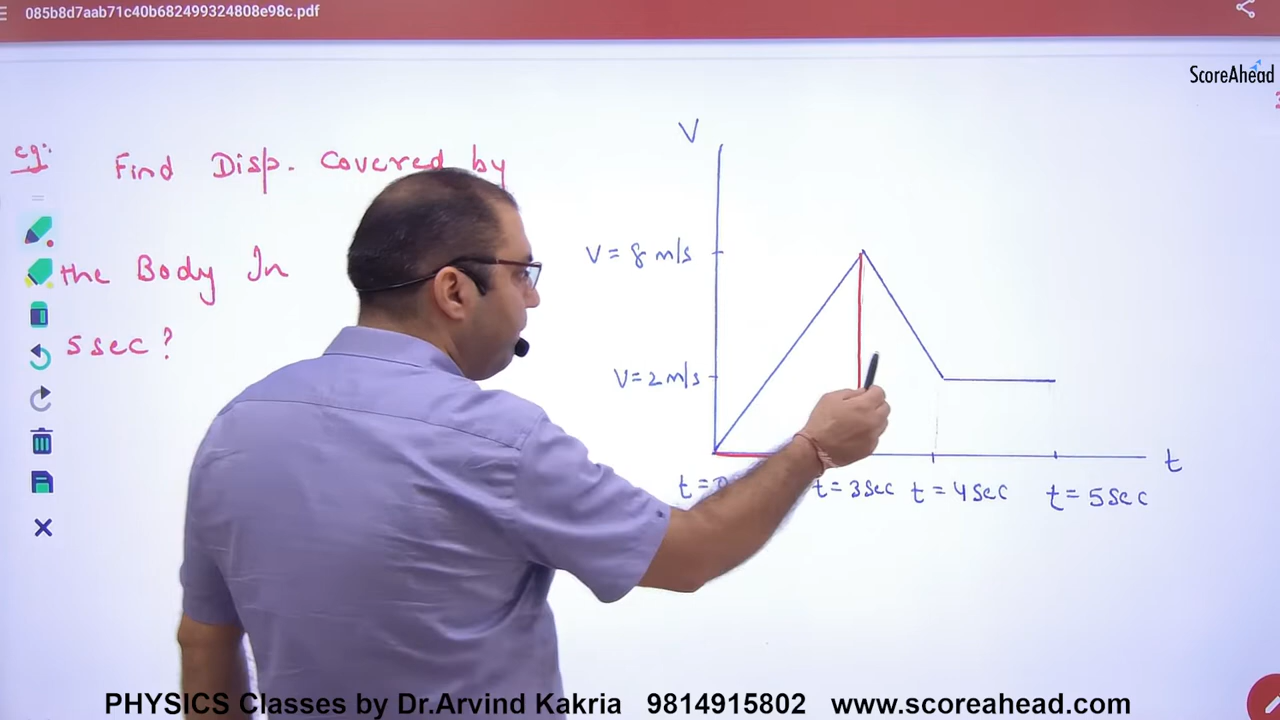 085b8d7aab71c40b682499324808e98c.pdf
ScoreAhead
eg:
Find Disp. Covered by
the Body In
5sec?
V
V = 8 m/s
V = 2 m/s
t
t = 3sec
t = 4sec
t = 5sec
PHYSICS Classes by Dr.Arvind Kakria 9814915802 www.scoreahead.com